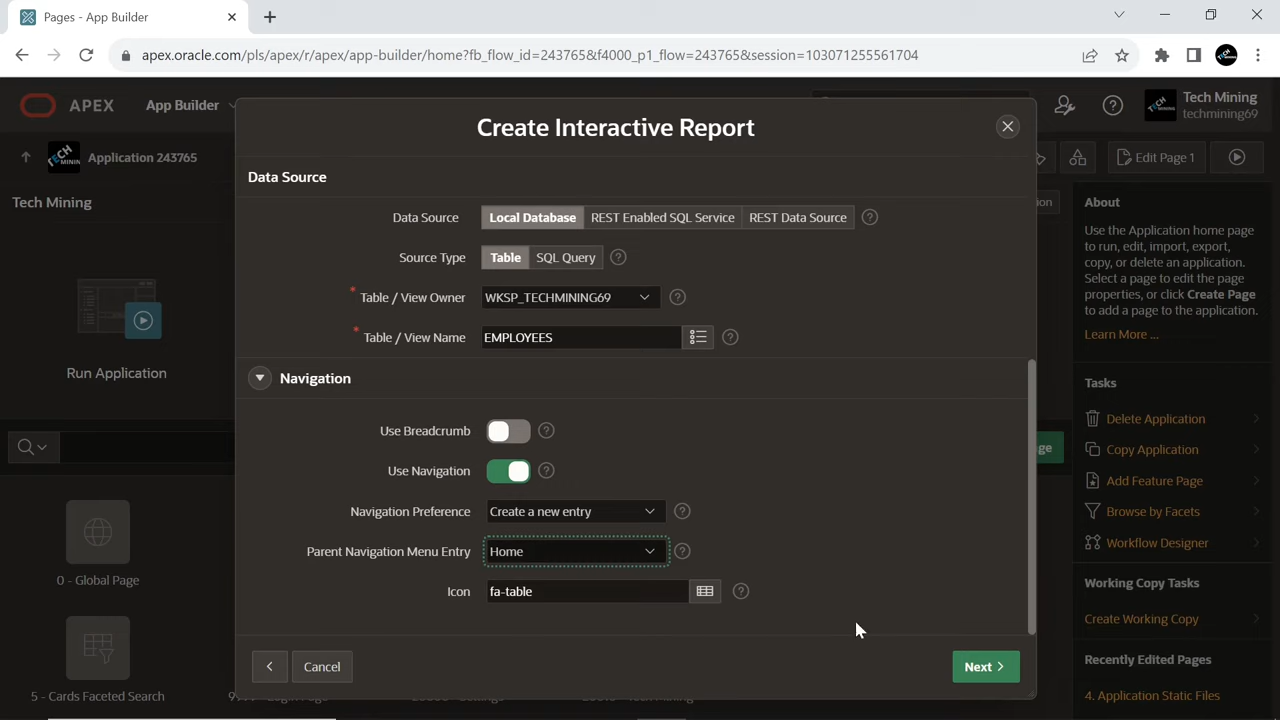 Pages - App Builder
apex.oracle.com/pls/apex/r/apex/app-builder/home?fb_flow_id=243765&f4000_p1_flow=243765&session=103071255561704
APEX
App Builder
Tech Mining
techmining69
Application 243765
Edit Page 1
Tech Mining
Run Application
0 - Global Page
5 - Cards Faceted Search
Create Interactive Report
Data Source
Data Source
Local Database
REST Enabled SQL Service
REST Data Source
Source Type
Table
SQL Query
* Table / View Owner
WKSP_TECHMINING69
* Table / View Name
EMPLOYEES
Navigation
Use Breadcrumb
Use Navigation
Navigation Preference
Create a new entry
Parent Navigation Menu Entry
Home
Icon
fa-table
Cancel
Next
About
Use the Application home page
to run, edit, import, export,
copy, or delete an application.
Select a page to edit the page
properties, or click Create Page
to add a page to the application.
Learn More ...
Tasks
Delete Application
Copy Application
Add Feature Page
Browse by Facets
Workflow Designer
Working Copy Tasks
Create Working Copy
Recently Edited Pages
4. Application Static Files